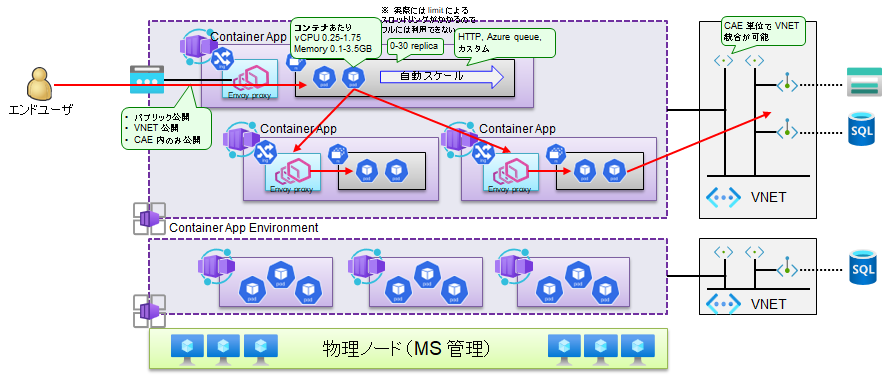 ※ 実際には limit による
スロットリングがかかるので
フルには利用できない
Container App
コンテナあたり
vCPU 0.25-1.75
Memory 0.1-3.5GB
0-30 replica
HTTP, Azure queue,
カスタム
CAE 単位で VNET
統合が可能
pod
pod
自動スケール
Envoy proxy
エンドユーザ
• パブリック公開
• VNET 公開
• CAE 内のみ公開
Container App
Container App
SQL
Envoy proxy
pod
pod
Envoy proxy
pod
pod
VNET
Container App Environment
pod
pod
pod
pod
pod
pod
pod
pod
pod
SQL
VNET
物理ノード（MS 管理）